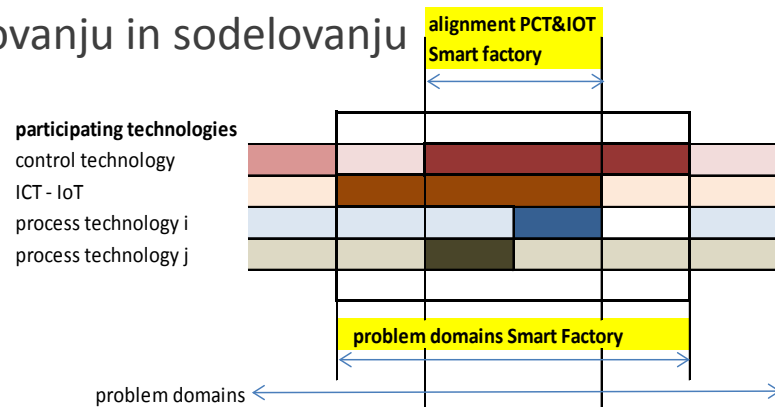 ovanju in sodelovanju
alignment PCT&IOT
Smart factory
participating technologies
control technology
ICT - IoT
process technology i
process technology j
problem domains Smart Factory
problem domains